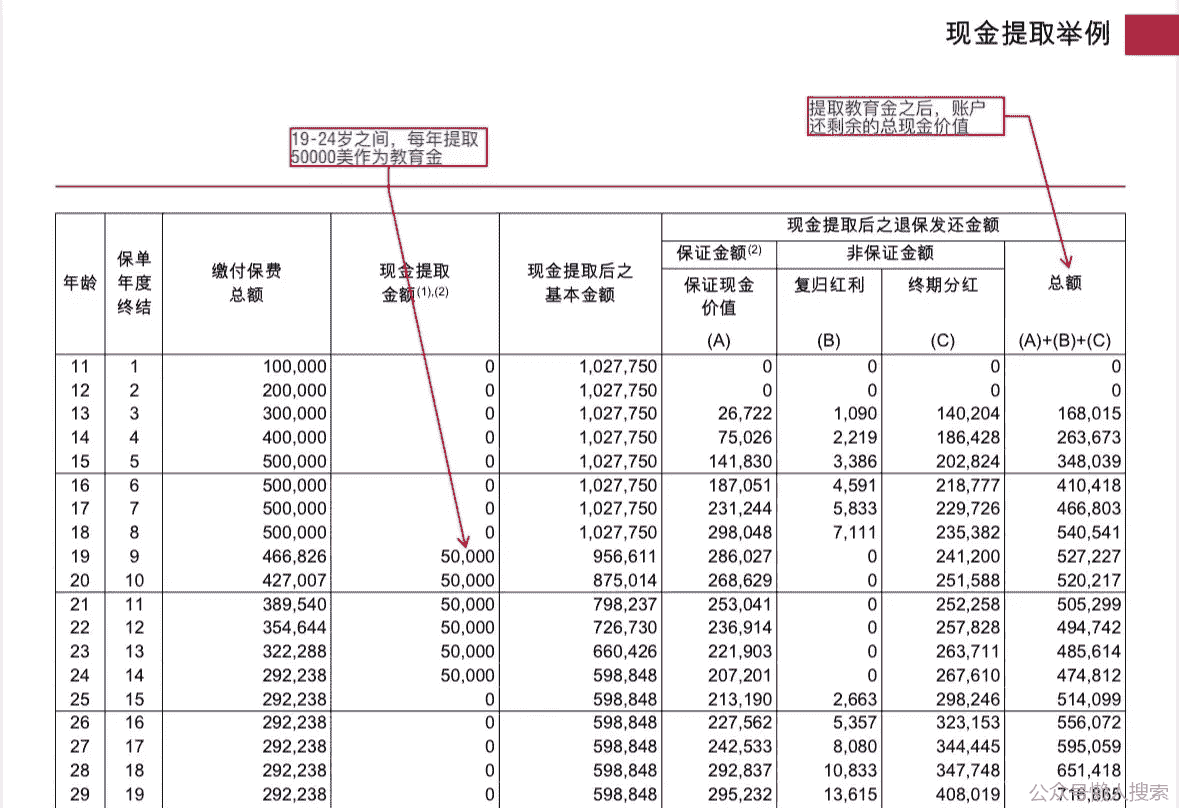 现金提取举例
提取教育金之后，账户
还剩余的总现金价值
19-24岁之间，每年提取
50000美作为教育金
现金提取后之退保发还金额
保证金额(2) 非保证金额
年龄 保单年度终结 缴付保费总额 现金提取金额(1),(2) 现金提取后之基本金额 保证现金价值 复归红利 终期分红 总额
(A) (B) (C) (A)+(B)+(C)
11 1 100,000 0 1,027,750 0 0 0 0
12 2 200,000 0 1,027,750 0 0 0 0
13 3 300,000 0 1,027,750 26,722 1,090 140,204 168,015
14 4 400,000 0 1,027,750 75,026 2,219 186,428 263,673
15 5 500,000 0 1,027,750 141,830 3,386 202,824 348,039
16 6 500,000 0 1,027,750 187,051 4,591 218,777 410,418
17 7 500,000 0 1,027,750 231,244 5,833 229,726 466,803
18 8 500,000 0 1,027,750 298,048 7,111 235,382 540,541
19 9 466,826 50,000 956,611 286,027 0 241,200 527,227
20 10 427,007 50,000 875,014 268,629 0 251,588 520,217
21 11 389,540 50,000 798,237 253,041 0 252,258 505,299
22 12 354,644 50,000 726,730 236,914 0 257,828 494,742
23 13 322,288 50,000 660,426 221,903 0 263,711 485,614
24 14 292,238 50,000 598,848 207,201 0 267,610 474,812
25 15 292,238 0 598,848 213,190 2,663 298,246 514,099
26 16 292,238 0 598,848 227,562 5,357 323,153 556,072
27 17 292,238 0 598,848 242,533 8,080 344,445 595,059
28 18 292,238 0 598,848 292,837 10,833 347,748 651,418
29 19 292,238 0 598,848 295,232 13,615 408,019
公众号懒人搜索